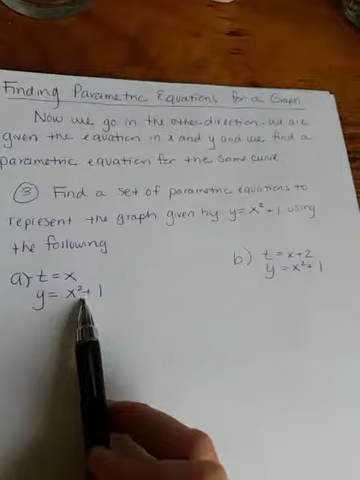 Finding Parametric Equations for a Graph
Now we go in the other direction. We are
given the equation in x and y and we find a
parametric equation for the same curve
③ Find a set of parametric equations to
represent the graph given by y = x² + 1 using
the following
a) t = x
y = x² + 1
b) t = x + 2
y = x² + 1